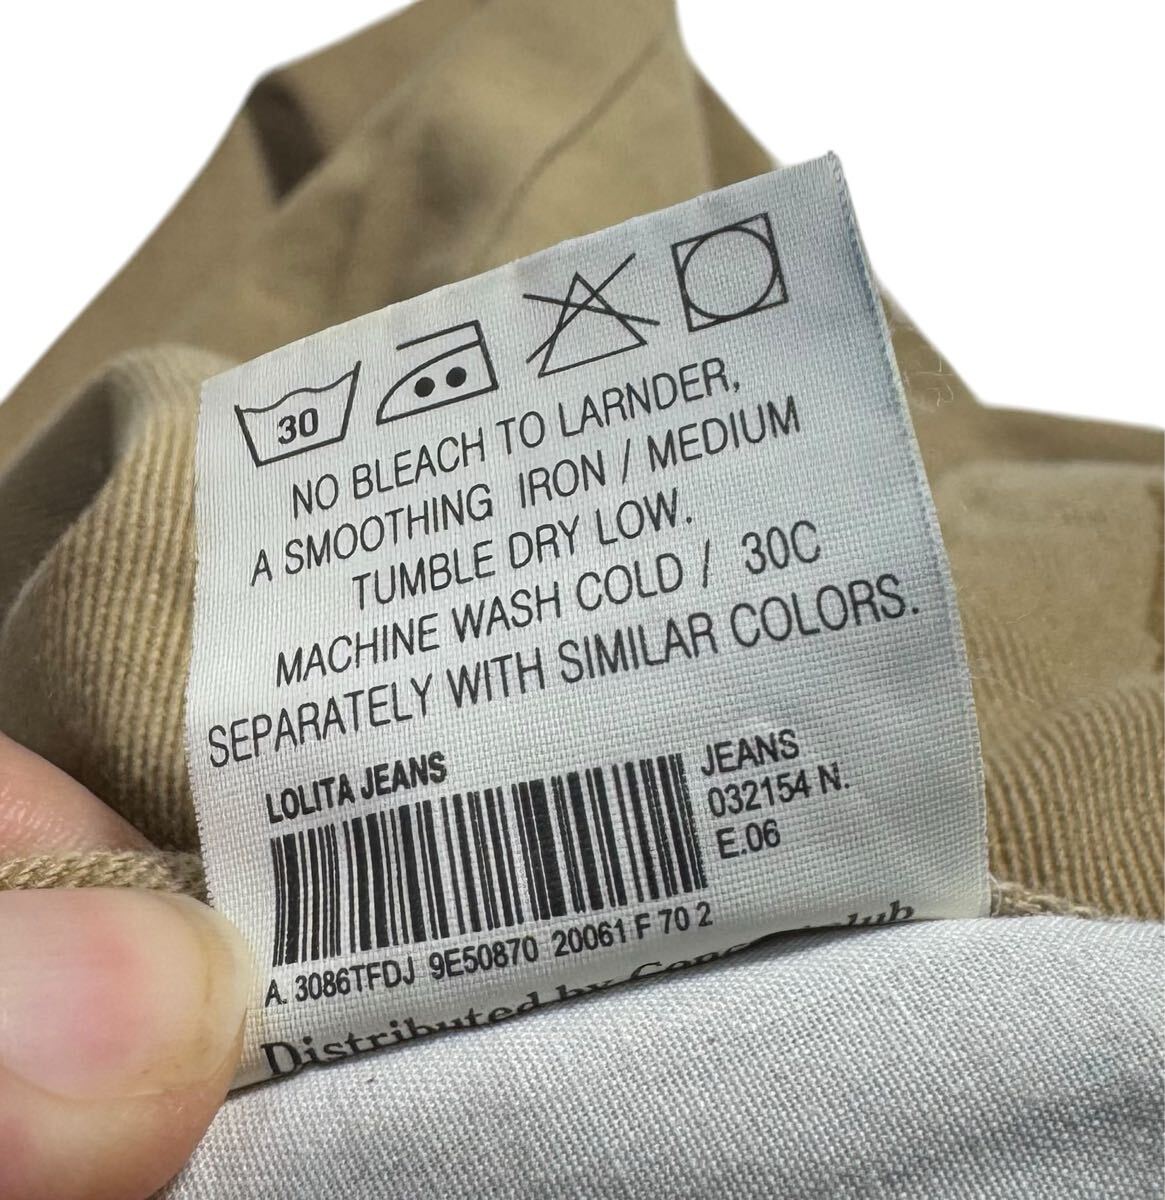 30
NO BLEACH TO LARNDER,
A SMOOTHING IRON / MEDIUM
TUMBLE DRY LOW.
MACHINE WASH COLD / 30C
SEPARATELY WITH SIMILAR COLORS.
LOLITA JEANS
JEANS
032154 N.
E.06
A. 3086TFDJ 9E50870 20061 F 70 2
Distributed by